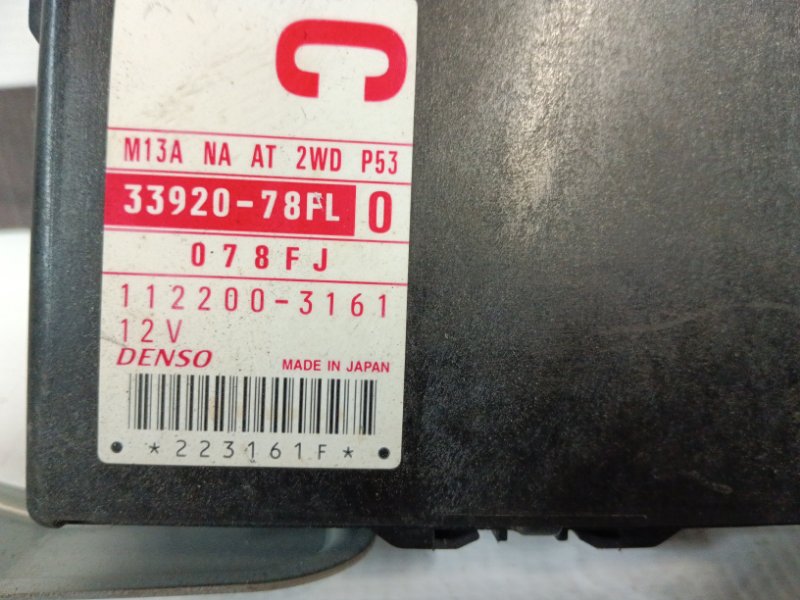 C
M13A NA AT 2WD P53
33920-78FL 0
078FJ
112200-3161
12V
DENSO MADE IN JAPAN
*223161F*